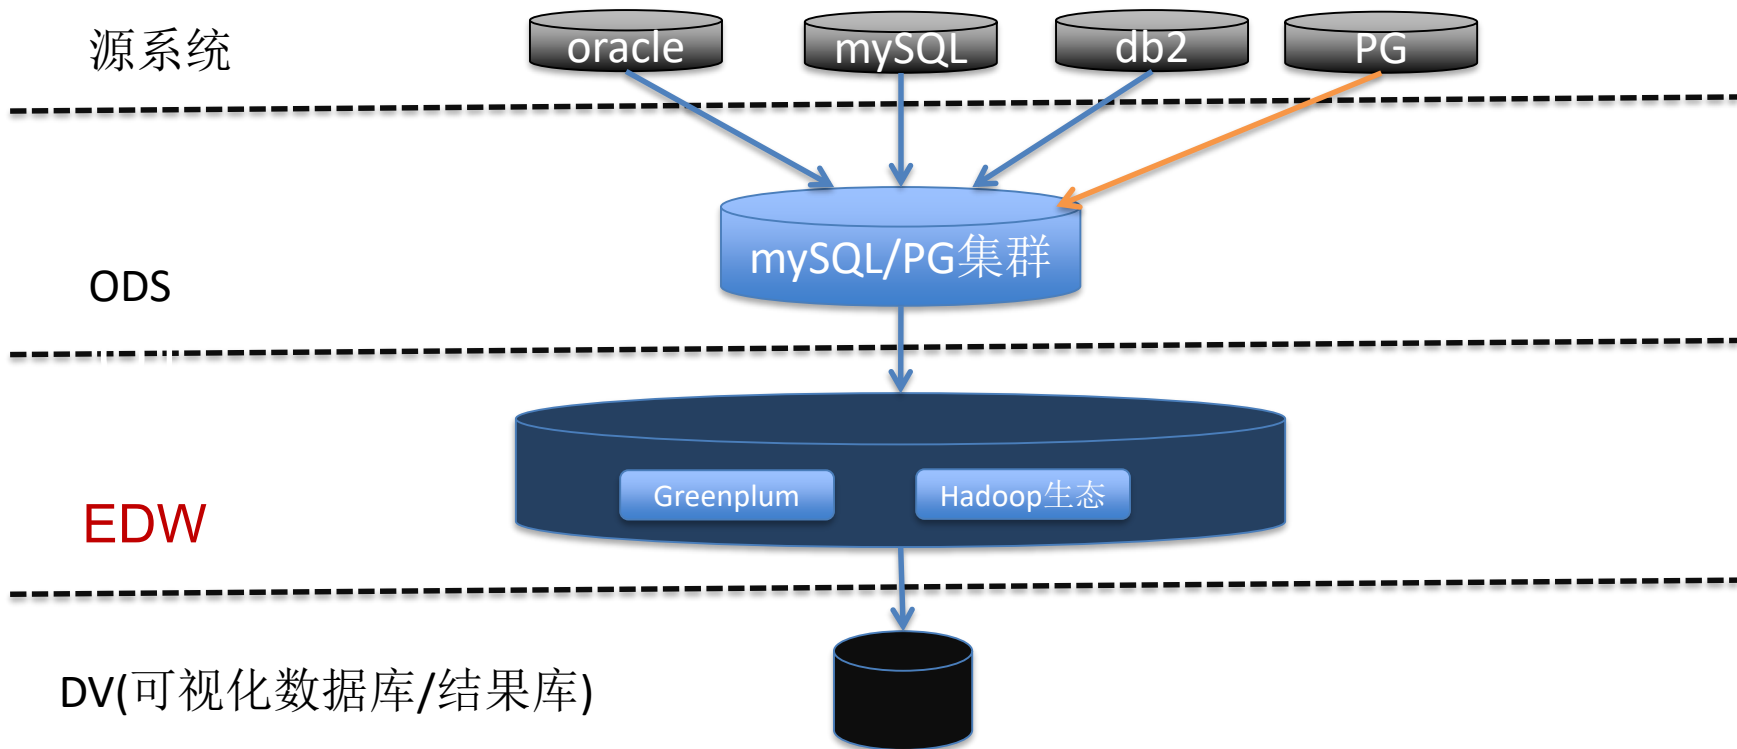 源系统
oracle
mySQL
db2
PG
mySQL/PG集群
ODS
Greenplum
Hadoop生态
EDW
DV(可视化数据库/结果库)